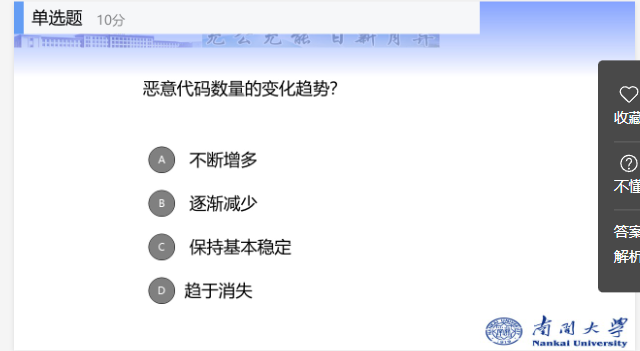 单选题 10分
允公允能 日新月异
恶意代码数量的变化趋势？
A 不断增多
B 逐渐减少
C 保持基本稳定
D 趋于消失
收藏
不懂
答案
解析
南開大學
Nankai University